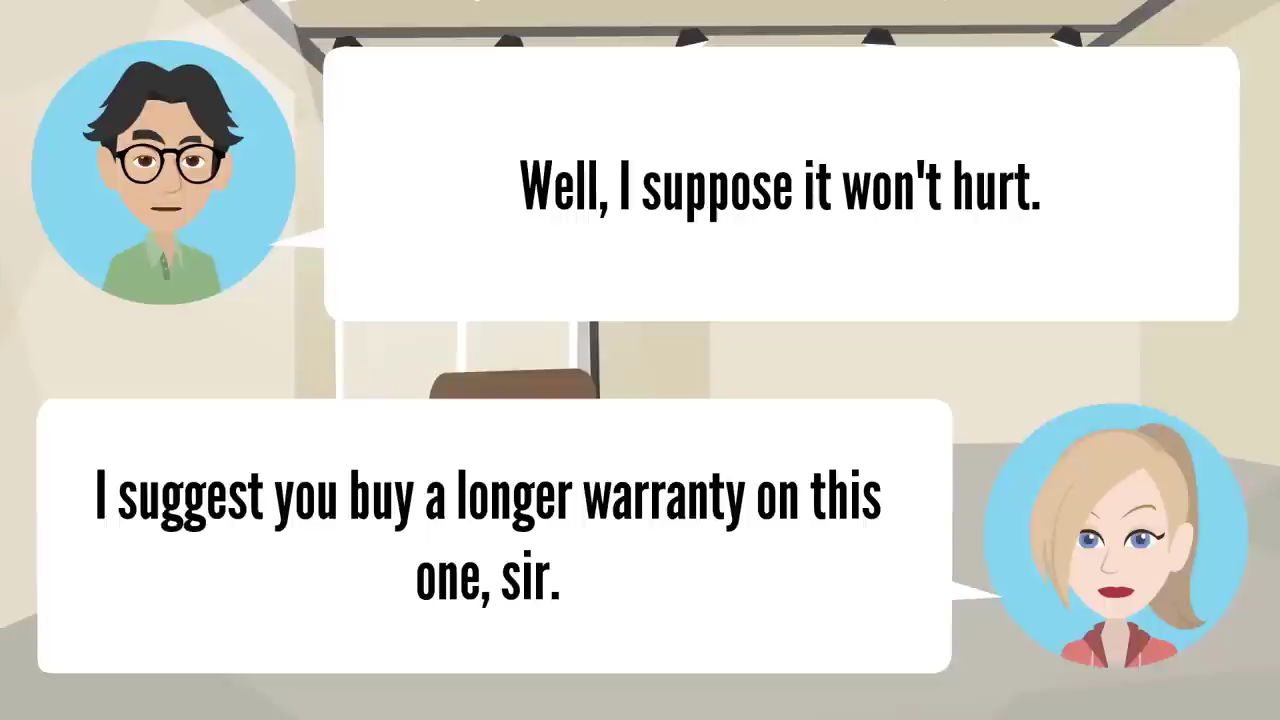 Well, I suppose it won't hurt.
I suggest you buy a longer warranty on this
one, sir.